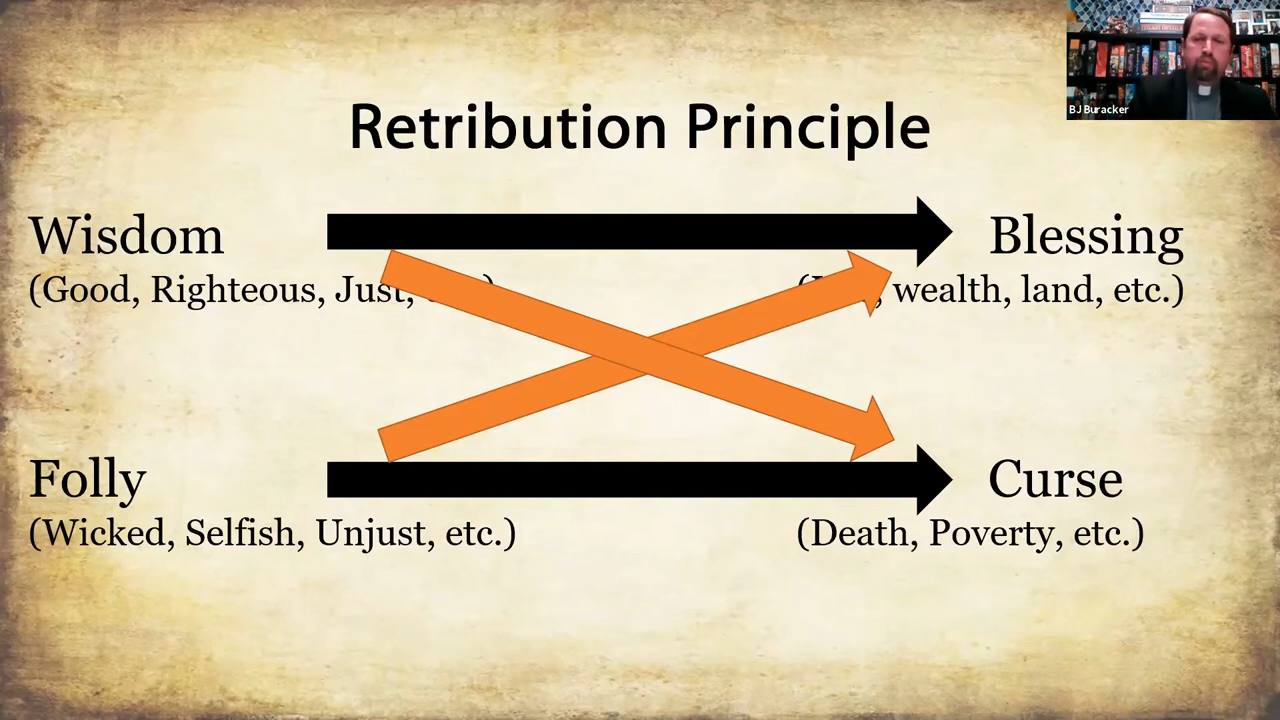 BJ Buracker
Retribution Principle
Wisdom
Blessing
(Good, Righteous, Just,
wealth, land, etc.)
Folly
Curse
(Wicked, Selfish, Unjust, etc.)
(Death, Poverty, etc.)